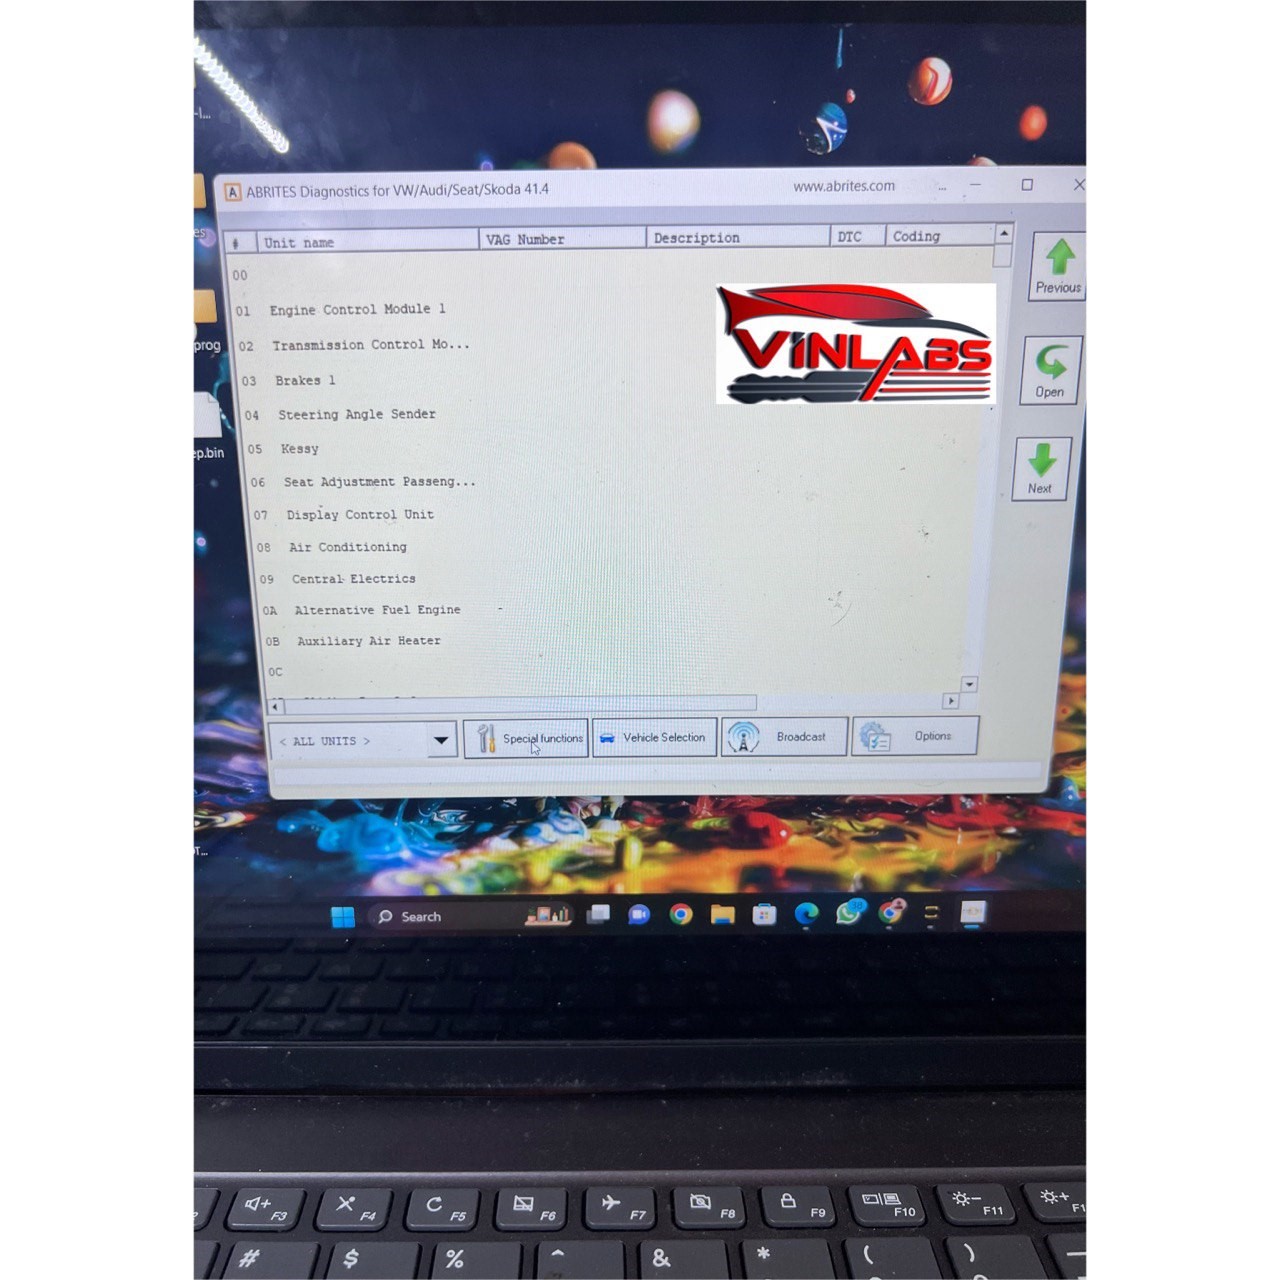 ABRITES Diagnostics for VW/Audi/Seat/Skoda 41.4
www.abrites.com
...
# Unit name VAG Number Description DTC Coding
00
01 Engine Control Module 1
02 Transmission Control Mo...
03 Brakes 1
04 Steering Angle Sender
05 Kessy
06 Seat Adjustment Passeng...
07 Display Control Unit
08 Air Conditioning
09 Central Electrics
0A Alternative Fuel Engine -
0B Auxiliary Air Heater
0C
VINLABS
Previous
Open
Next
< ALL UNITS >
Special functions
Vehicle Selection
Broadcast
Options
prog
ep.bin
Search
38
F3
F4
F5
F6
F7
F8
F9
F10
F11
# $ % ^ & * ( )